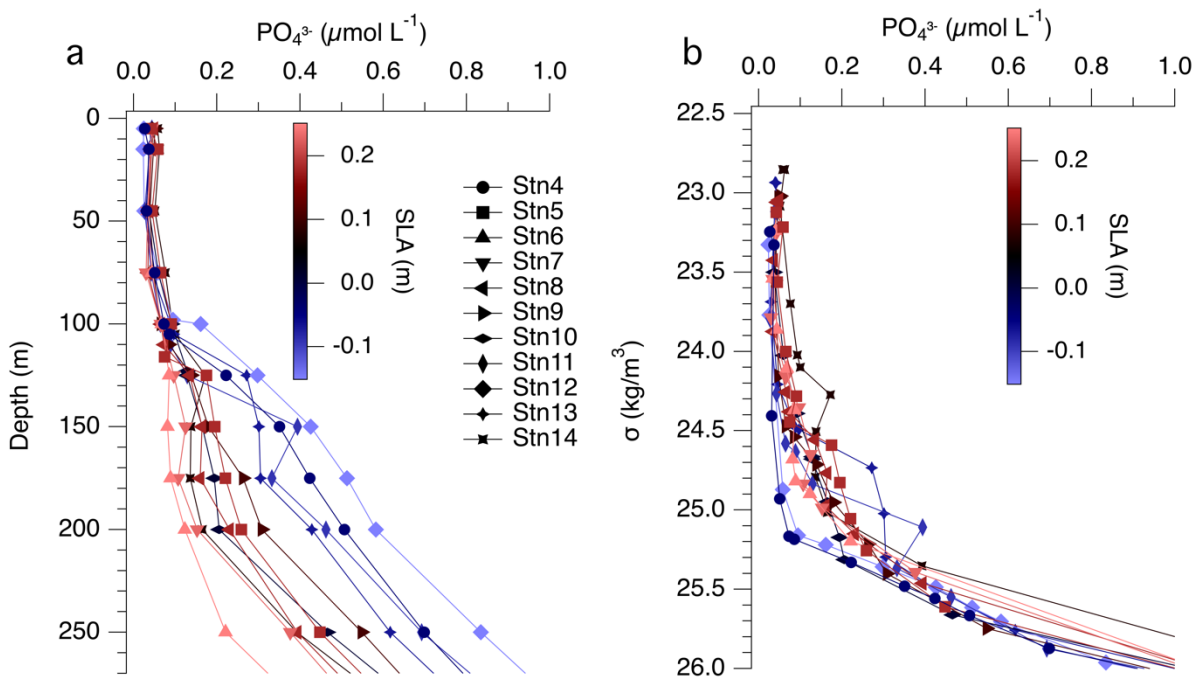 PO₄³⁻ (µmol L⁻¹)
a
0.0 0.2 0.4 0.6 0.8 1.0
0
50
100
150
200
250
Depth (m)
0.2
0.1
0.0
-0.1
SLA (m)
Stn4
Stn5
Stn6
Stn7
Stn8
Stn9
Stn10
Stn11
Stn12
Stn13
Stn14
PO₄³⁻ (µmol L⁻¹)
b
0.0 0.2 0.4 0.6 0.8 1.0
22.5
23.0
23.5
24.0
24.5
25.0
25.5
26.0
σ (kg/m³)
0.2
0.1
0.0
-0.1
SLA (m)